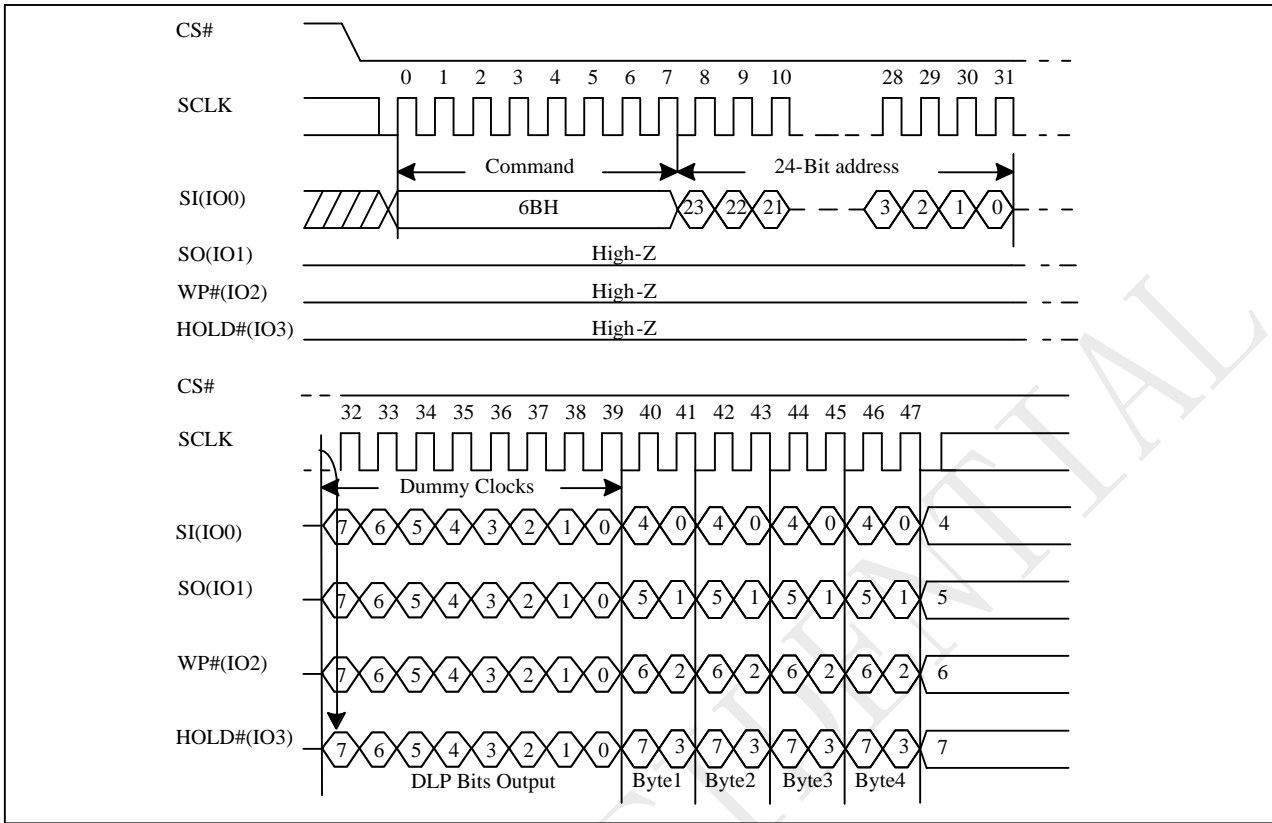 CS#
0 1 2 3 4 5 6 7 8 9 10 28 29 30 31
SCLK
Command 24-Bit address
SI(IO0) 6BH 23 22 21 3 2 1 0
SO(IO1) High-Z
WP#(IO2) High-Z
HOLD#(IO3) High-Z
CS#
32 33 34 35 36 37 38 39 40 41 42 43 44 45 46 47
SCLK
Dummy Clocks
SI(IO0) 7 6 5 4 3 2 1 0 4 0 4 0 4 0 4 0 4
SO(IO1) 7 6 5 4 3 2 1 0 5 1 5 1 5 1 5 1 5
WP#(IO2) 7 6 5 4 3 2 1 0 6 2 6 2 6 2 6 2 6
HOLD#(IO3) 7 6 5 4 3 2 1 0 7 3 7 3 7 3 7 3 7
DLP Bits Output Byte1 Byte2 Byte3 Byte4